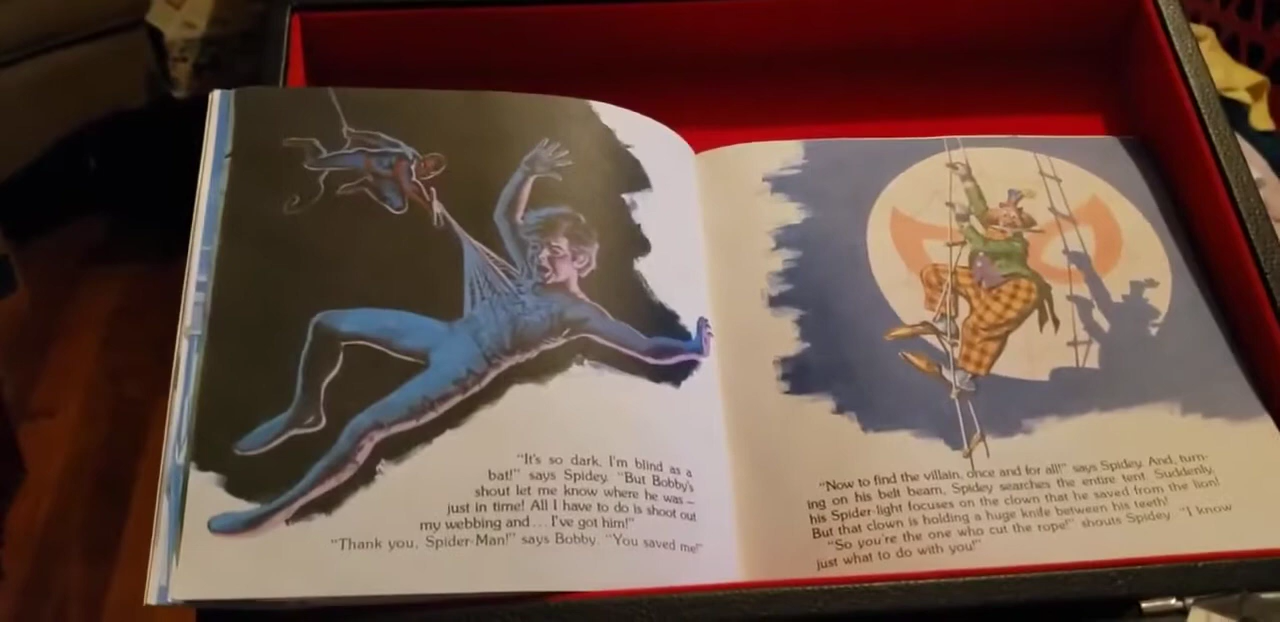 "It's so dark, I'm blind as a
bat!" says Spidey. "But Bobby's
shout let me know where he was –
just in time! All I have to do is shoot out
my webbing and . . . I've got him!"
"Thank you, Spider-Man!" says Bobby. "You saved me!"
"Now to find the villain, once and for all!" says Spidey. And, turn-
ing on his belt beam, Spidey searches the entire tent. Suddenly,
his Spider-light focuses on the clown that he saved from the lion!
But that clown is holding a huge knife between his teeth!
"So you're the one who cut the rope!" shouts Spidey. "I know
just what to do with you!"